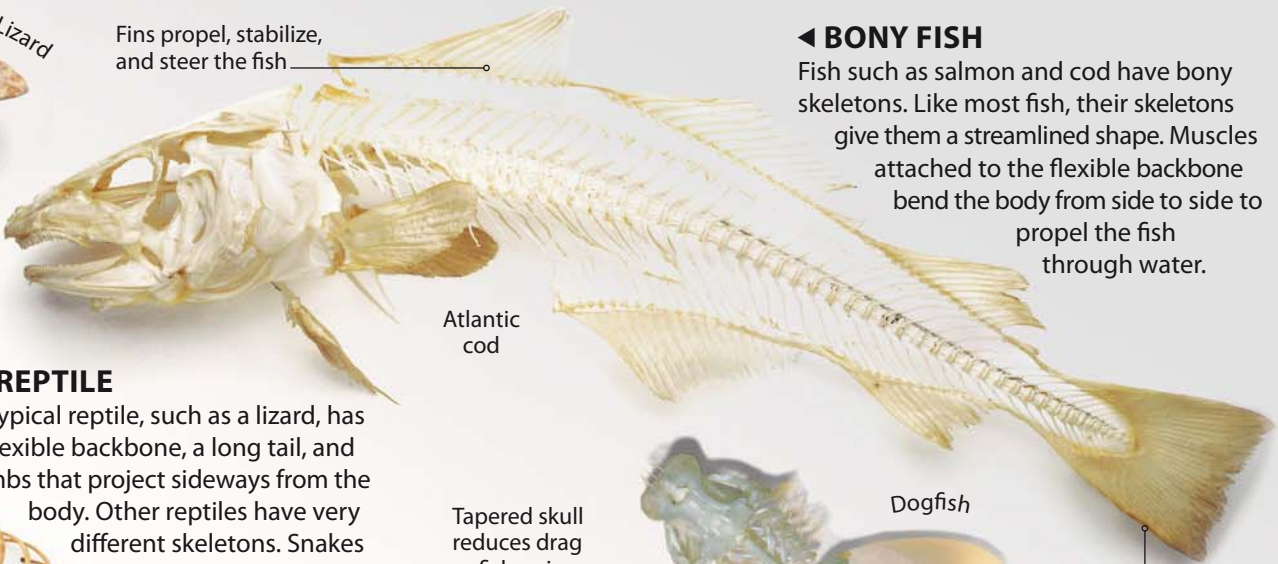 Lizard
Fins propel, stabilize,
and steer the fish
BONY FISH
Fish such as salmon and cod have bony
skeletons. Like most fish, their skeletons
give them a streamlined shape. Muscles
attached to the flexible backbone
bend the body from side to side to
propel the fish
through water.
Atlantic
cod
REPTILE
ypical reptile, such as a lizard, has
exible backbone, a long tail, and
mbs that project sideways from the
body. Other reptiles have very
different skeletons. Snakes
Tapered skull
reduces drag
Dogfish